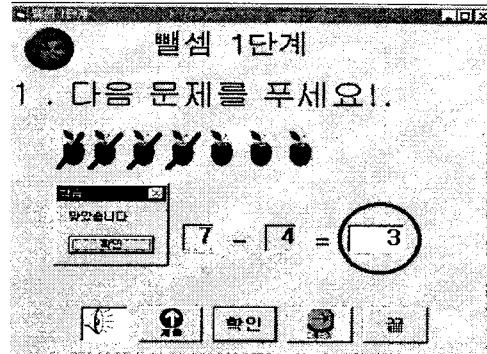 뺄셈 1단계
1 . 다음 문제를 푸세요!.
맞았습니다
확인
7 - 4 = 3
확인
끝